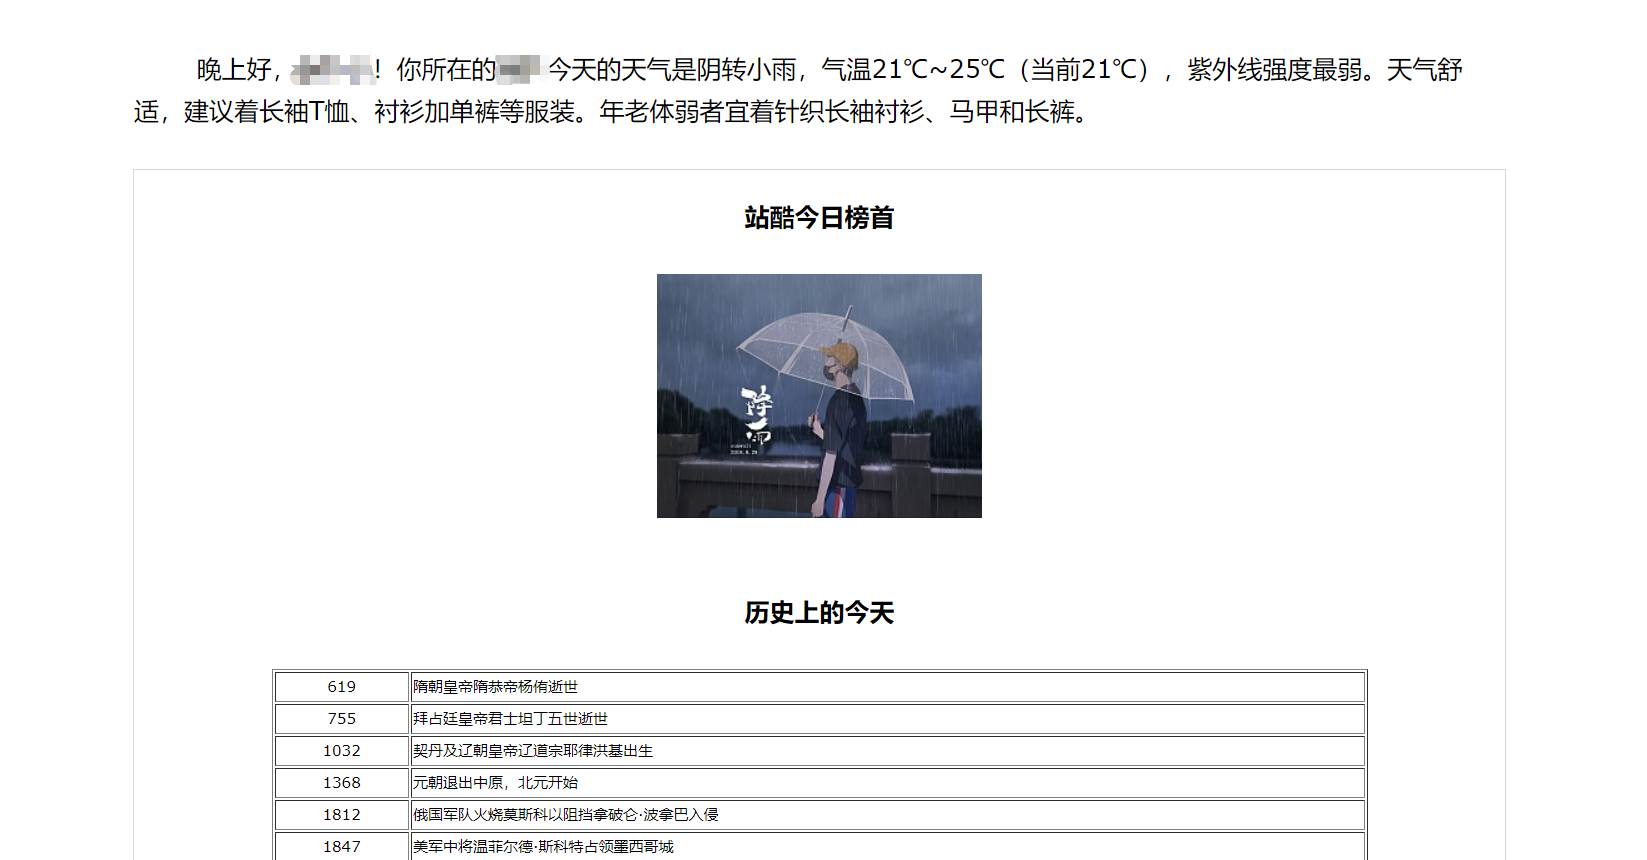 晚上好，！你所在的今天的天气是阴转小雨，气温21℃~25℃（当前21℃），紫外线强度最弱。天气舒
适，建议着长袖T恤、衬衫加单裤等服装。年老体弱者宜着针织长袖衬衫、马甲和长裤。
站酷今日榜首
降
雨
2018.8.20
历史上的今天
619 隋朝皇帝隋恭帝杨侑逝世
755 拜占廷皇帝君士坦丁五世逝世
1032 契丹及辽朝皇帝辽道宗耶律洪基出生
1368 元朝退出中原，北元开始
1812 俄国军队火烧莫斯科以阻挡拿破仑·波拿巴入侵
1847 美军中将温菲尔德·斯科特占领墨西哥城